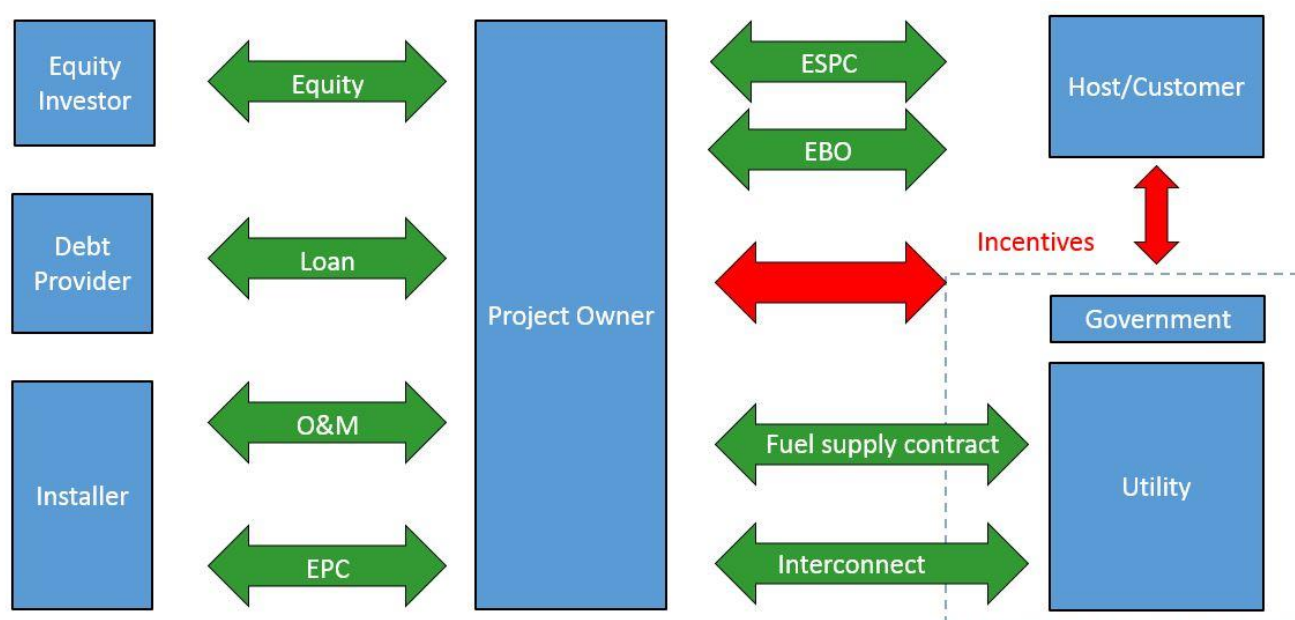 Equity
Investor
Equity
ESPC
Host/Customer
EBO
Debt
Provider
Loan
Incentives
Project Owner
Government
O&M
Fuel supply contract
Installer
Utility
EPC
Interconnect